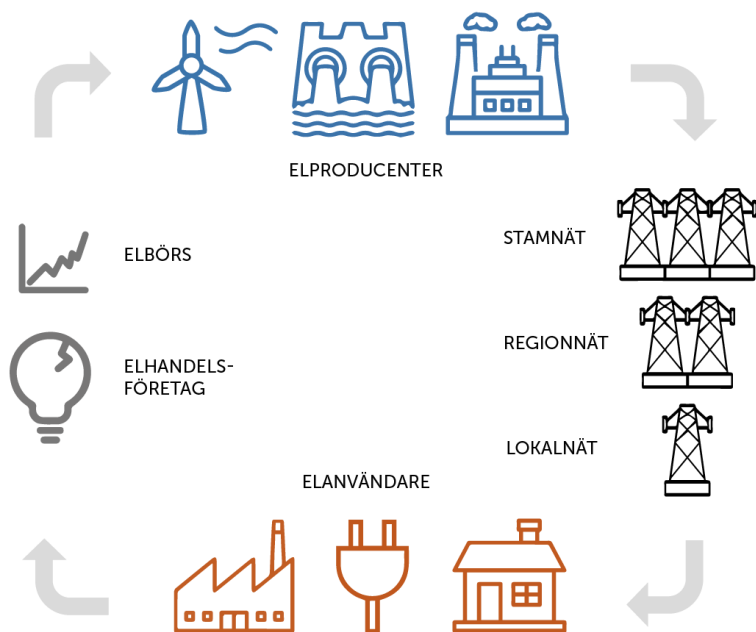 ELPRODUCENTER
STAMNÄT
ELBÖRS
REGIONNÄT
ELHANDELS-
FÖRETAG
LOKALNÄT
ELANVÄNDARE